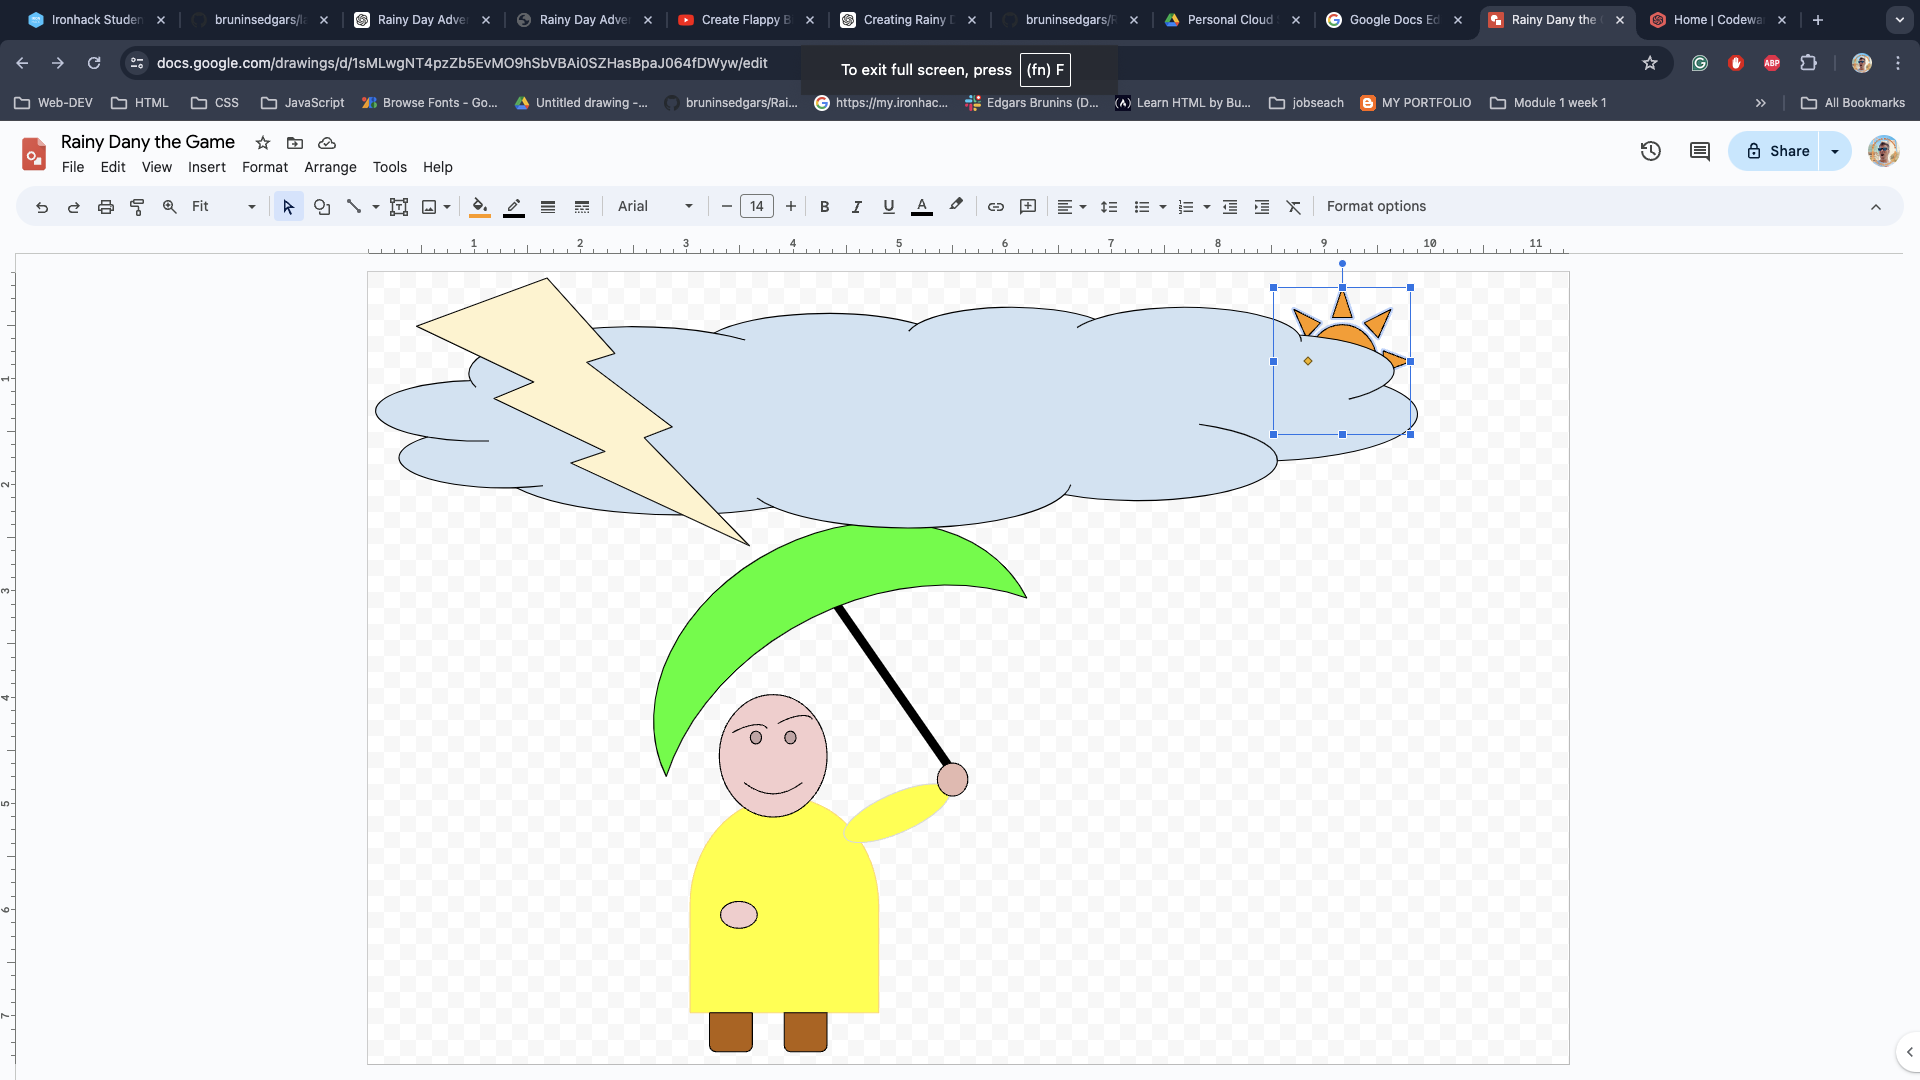 Ironhack Studen
bruninsedgars/la
Rainy Day Adve
Rainy Day Adve
Create Flappy Bi
Creating Rainy D
bruninsedgars/R
Personal Cloud
Google Docs Ed
Rainy Dany the
Home | Codewa
docs.google.com/drawings/d/1sMLwgNT4pzZb5EvMO9hSbVBAi0SZHasBpaJ064fDWyw/edit
To exit full screen, press (fn) F
ABP
Web-DEV
HTML
CSS
JavaScript
Browse Fonts - Go...
Untitled drawing -...
bruninsedgars/Rai...
https://my.ironhac...
Edgars Brunins (D...
Learn HTML by Bu...
jobseach
MY PORTFOLIO
Module 1 week 1
»
All Bookmarks
Rainy Dany the Game
File Edit View Insert Format Arrange Tools Help
Share
Fit
Arial
14
B I U A
Format options
1 2 3 4 5 6 7 8 9 10 11
1
2
3
4
5
6
7